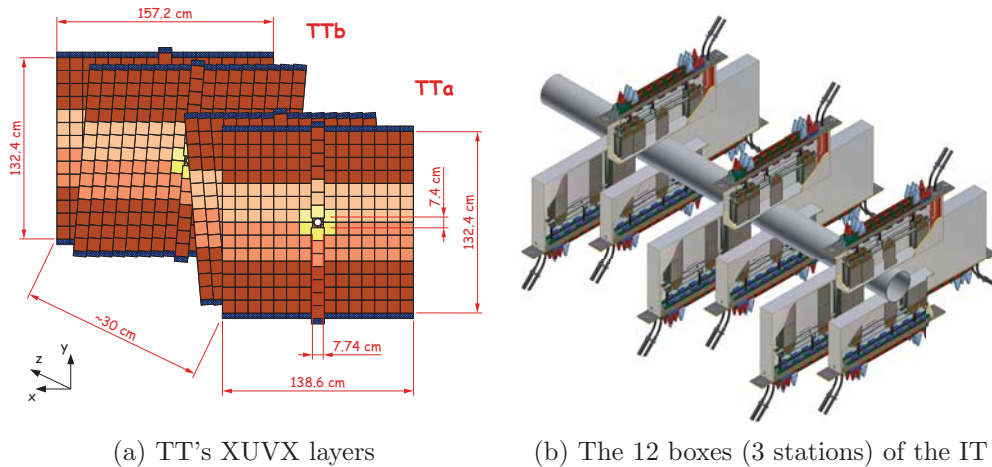 157.2 cm
TTb
TTa
132.4 cm
7.4 cm
132.4 cm
~30 cm
7.74 cm
138.6 cm
y
z
x
(a) TT's XUVX layers
(b) The 12 boxes (3 stations) of the IT